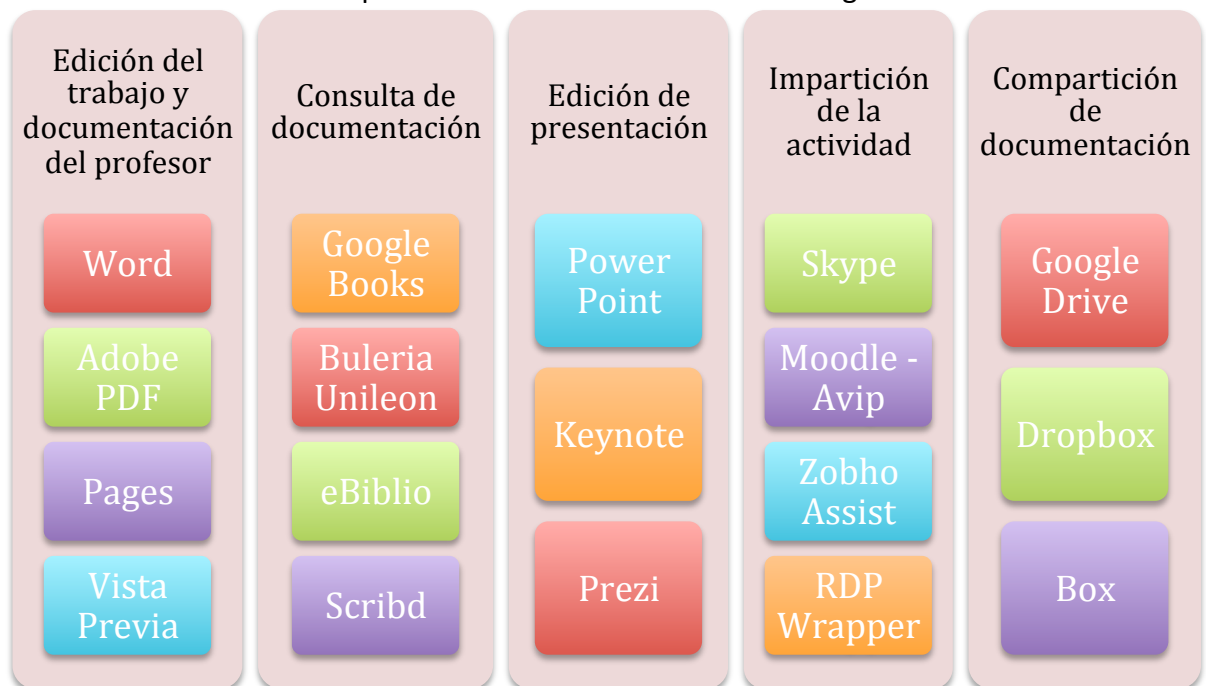 Edición del
trabajo y
documentación
del profesor
Word
Adobe
PDF
Pages
Vista
Previa
Consulta de
documentación
Google
Books
Buleria
Unileon
eBiblio
Scribd
Edición de
presentación
Power
Point
Keynote
Prezi
Impartición
de la
actividad
Skype
Moodle -
Avip
Zobho
Assist
RDP
Wrapper
Compartición
de
documentación
Google
Drive
Dropbox
Box